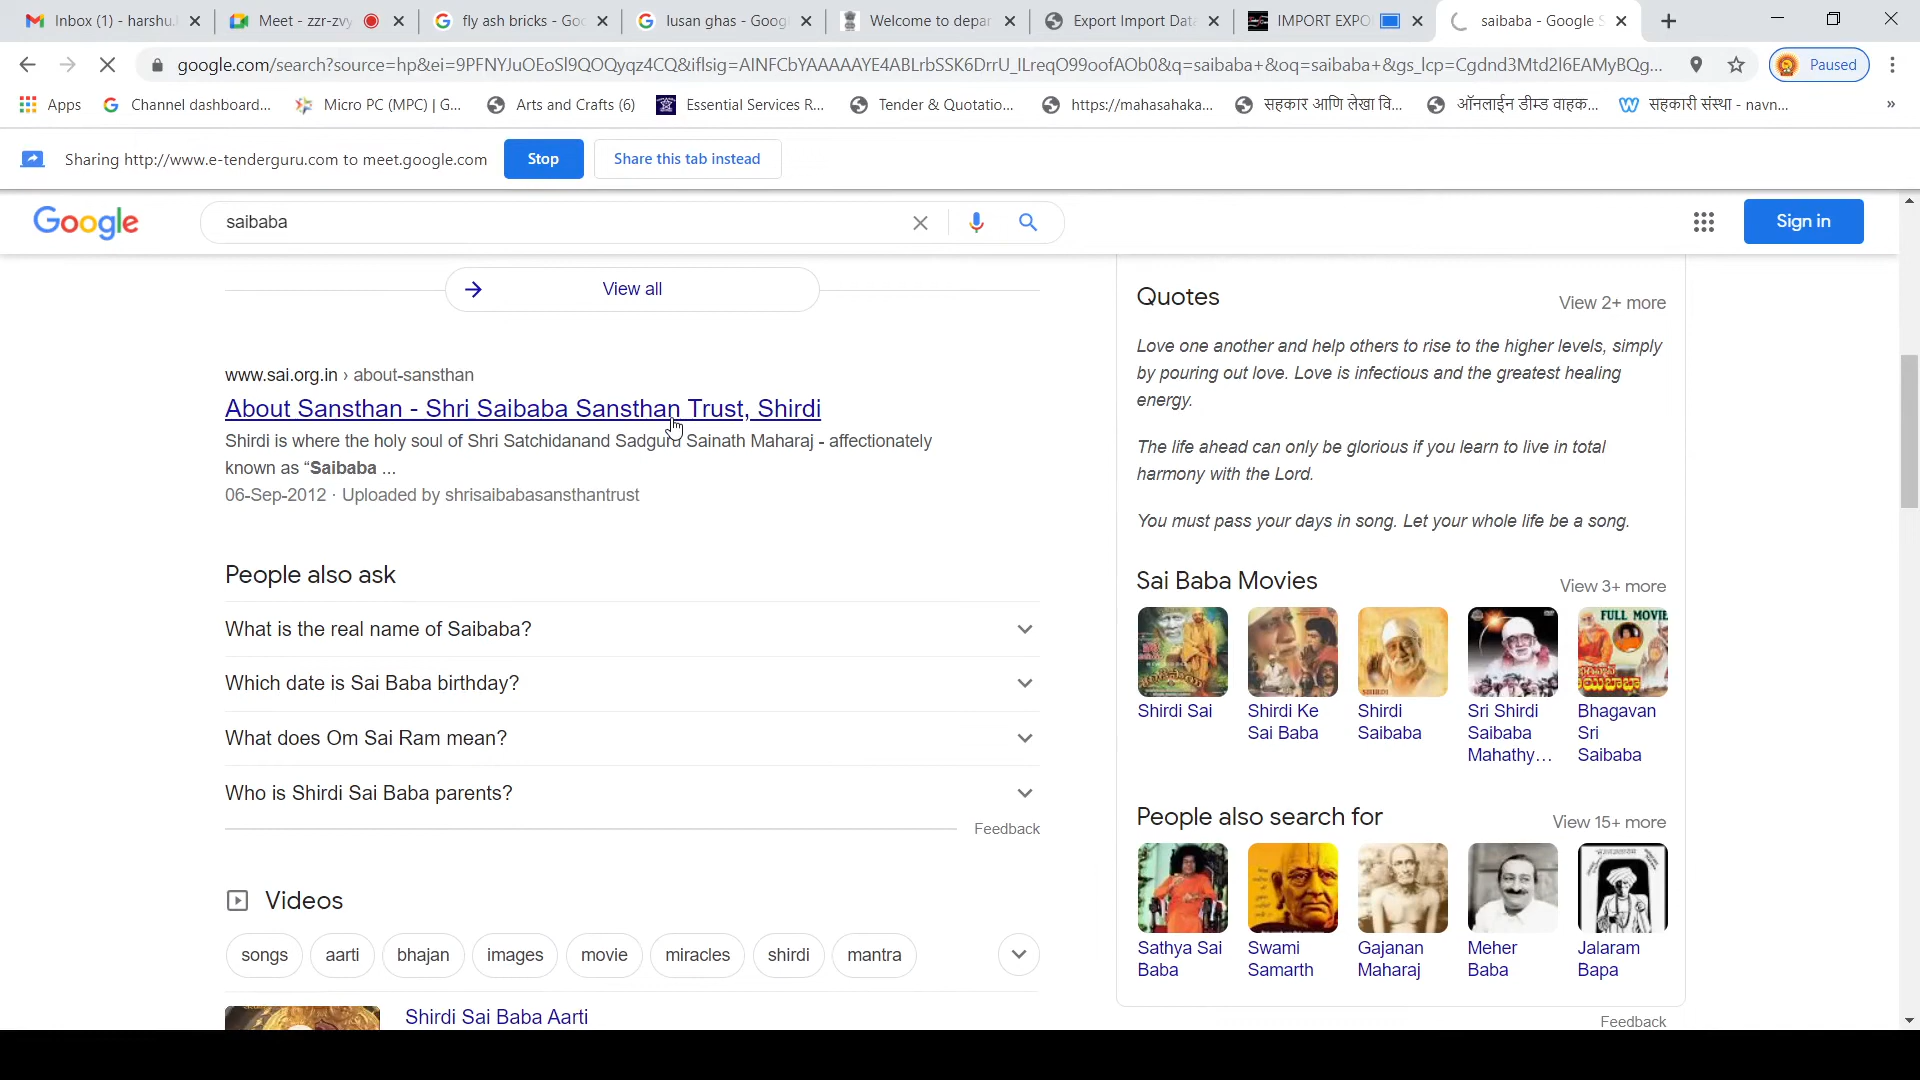 Inbox (1) - harshu.
Meet - zzr-zvy
fly ash bricks - Goo
lusan ghas - Googl
Welcome to depar
Export Import Data
IMPORT EXPO
saibaba - Google S
google.com/search?source=hp&ei=9PFNYJuOEoSl9QOQyqz4CQ&iflsig=AINFCbYAAAAAYE4ABLrbSSK6DrrU_ILreqO99oofAOb0&q=saibaba+&oq=saibaba+&gs_lcp=Cgdnd3Mtd2l6EAMyBQg...
Paused
Apps
Channel dashboard...
Micro PC (MPC) | G...
Arts and Crafts (6)
Essential Services R...
Tender & Quotatio...
https://mahasahaka...
सहकार आणि लेखा वि...
ऑनलाईन डीम्ड वाहक...
सहकारी संस्था - navn...
»
Sharing http://www.e-tenderguru.com to meet.google.com
Stop
Share this tab instead
Google
saibaba
Sign in
View all
www.sai.org.in › about-sansthan
About Sansthan - Shri Saibaba Sansthan Trust, Shirdi
Shirdi is where the holy soul of Shri Satchidanand Sadguru Sainath Maharaj - affectionately
known as “Saibaba ...
06-Sep-2012 · Uploaded by shrisaibabasansthantrust
People also ask
What is the real name of Saibaba?
Which date is Sai Baba birthday?
What does Om Sai Ram mean?
Who is Shirdi Sai Baba parents?
Feedback
Videos
songs
aarti
bhajan
images
movie
miracles
shirdi
mantra
Shirdi Sai Baba Aarti
Quotes
View 2+ more
Love one another and help others to rise to the higher levels, simply
by pouring out love. Love is infectious and the greatest healing
energy.
The life ahead can only be glorious if you learn to live in total
harmony with the Lord.
You must pass your days in song. Let your whole life be a song.
Sai Baba Movies
View 3+ more
FULL MOVIE
Shirdi Sai
Shirdi Ke
Sai Baba
Shirdi
Saibaba
Sri Shirdi
Saibaba
Mahathy...
Bhagavan
Sri
Saibaba
People also search for
View 15+ more
Sathya Sai
Baba
Swami
Samarth
Gajanan
Maharaj
Meher
Baba
Jalaram
Bapa
Feedback